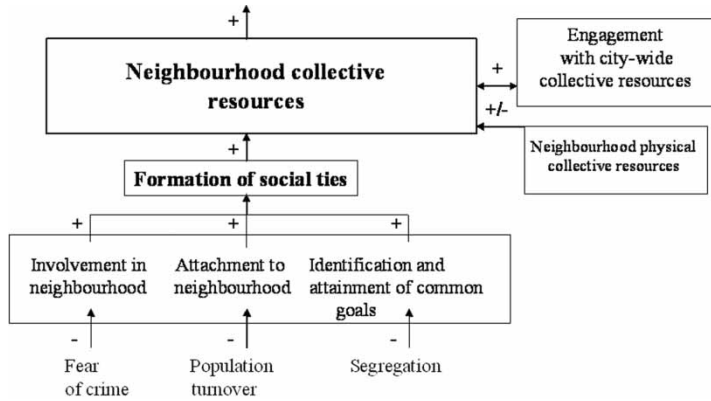 +
Neighbourhood collective
resources
Engagement
with city-wide
collective resources
+
+/-
Neighbourhood physical
collective resources
+
Formation of social ties
+
+
+
Involvement in
neighbourhood
Attachment to
neighbourhood
Identification and
attainment of common
goals
-
-
-
Fear
of crime
Population
turnover
Segregation